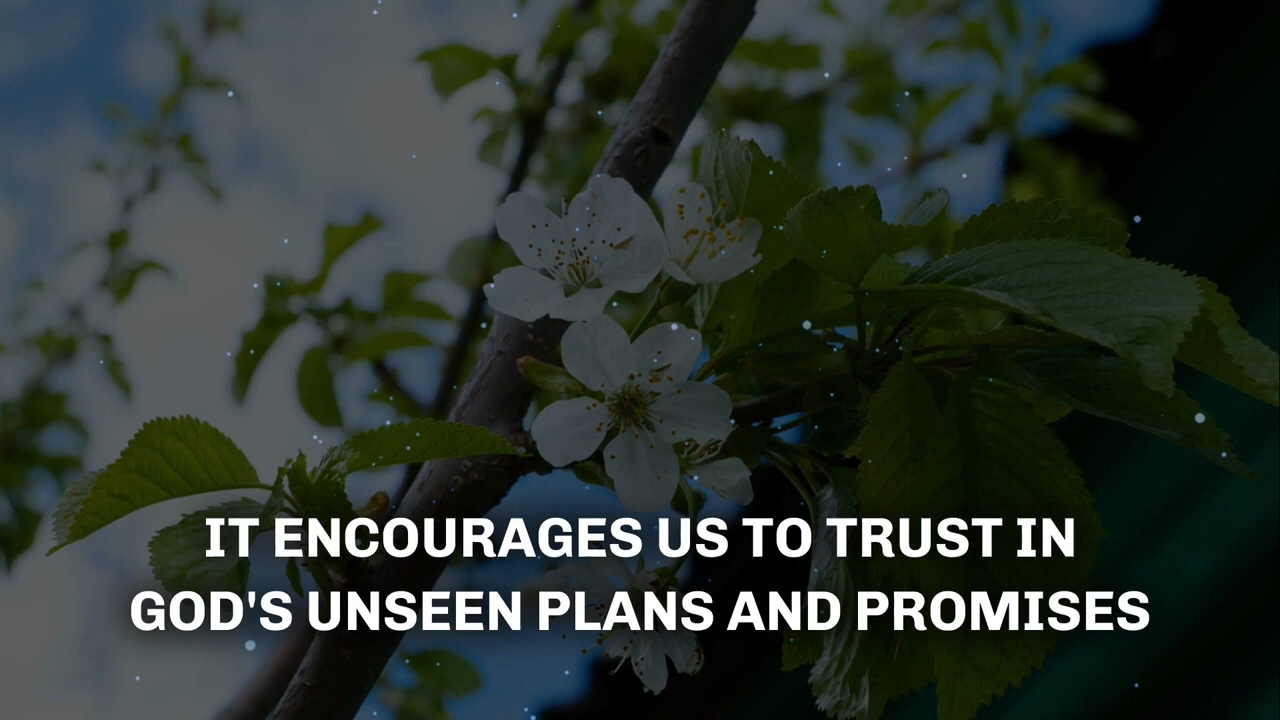 IT ENCOURAGES US TO TRUST IN
GOD'S UNSEEN PLANS AND PROMISES